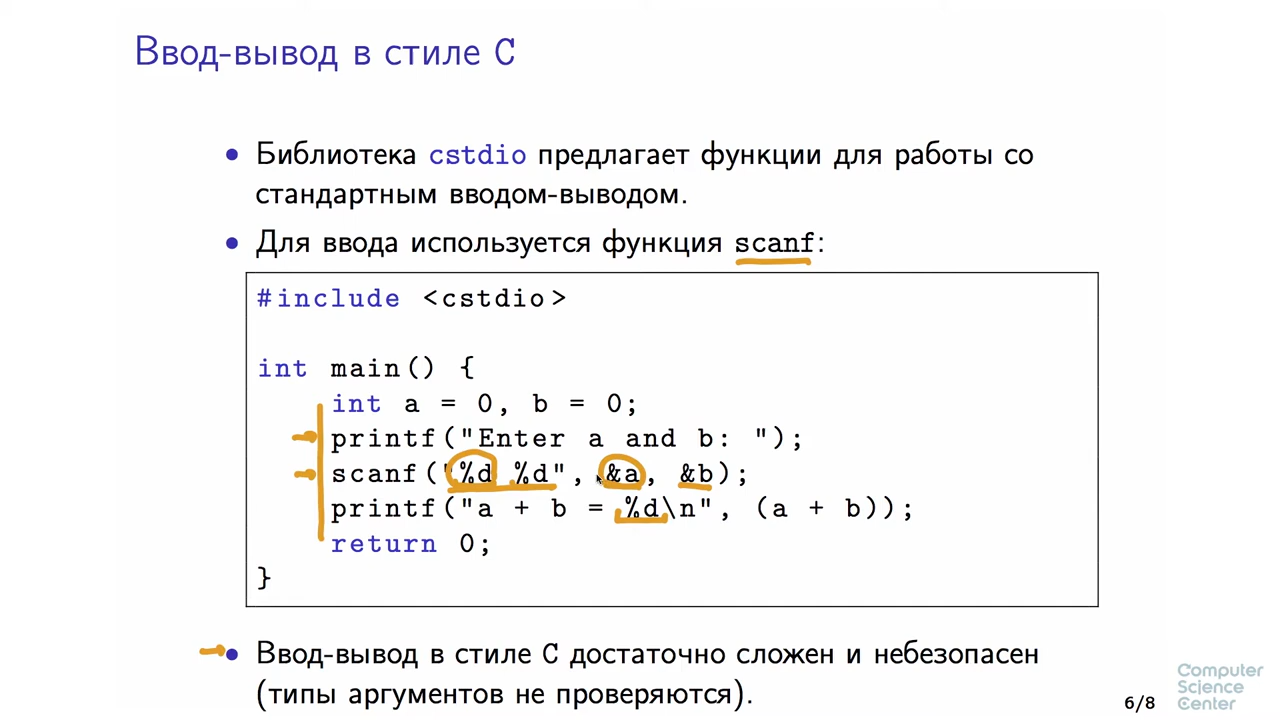 Ввод-вывод в стиле C
• Библиотека cstdio предлагает функции для работы со
стандартным вводом-выводом.
• Для ввода используется функция scanf:
#include <cstdio>
int main() {
int a = 0, b = 0;
printf("Enter a and b: ");
scanf("%d %d", &a, &b);
printf("a + b = %d\n", (a + b));
return 0;
}
• Ввод-вывод в стиле C достаточно сложен и небезопасен
(типы аргументов не проверяются).
6/8
Computer
Science
Center